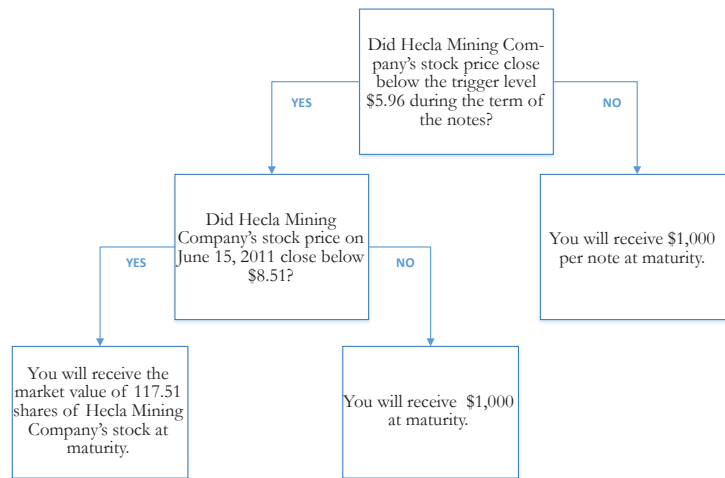 Did Hecla Mining Com-
pany's stock price close
below the trigger level
$5.96 during the term of
the notes?
YES
NO
Did Hecla Mining
Company's stock price on
June 15, 2011 close below
$8.51?
You will receive $1,000
per note at maturity.
YES
NO
You will receive the
market value of 117.51
shares of Hecla Mining
Company's stock at
maturity.
You will receive $1,000
at maturity.